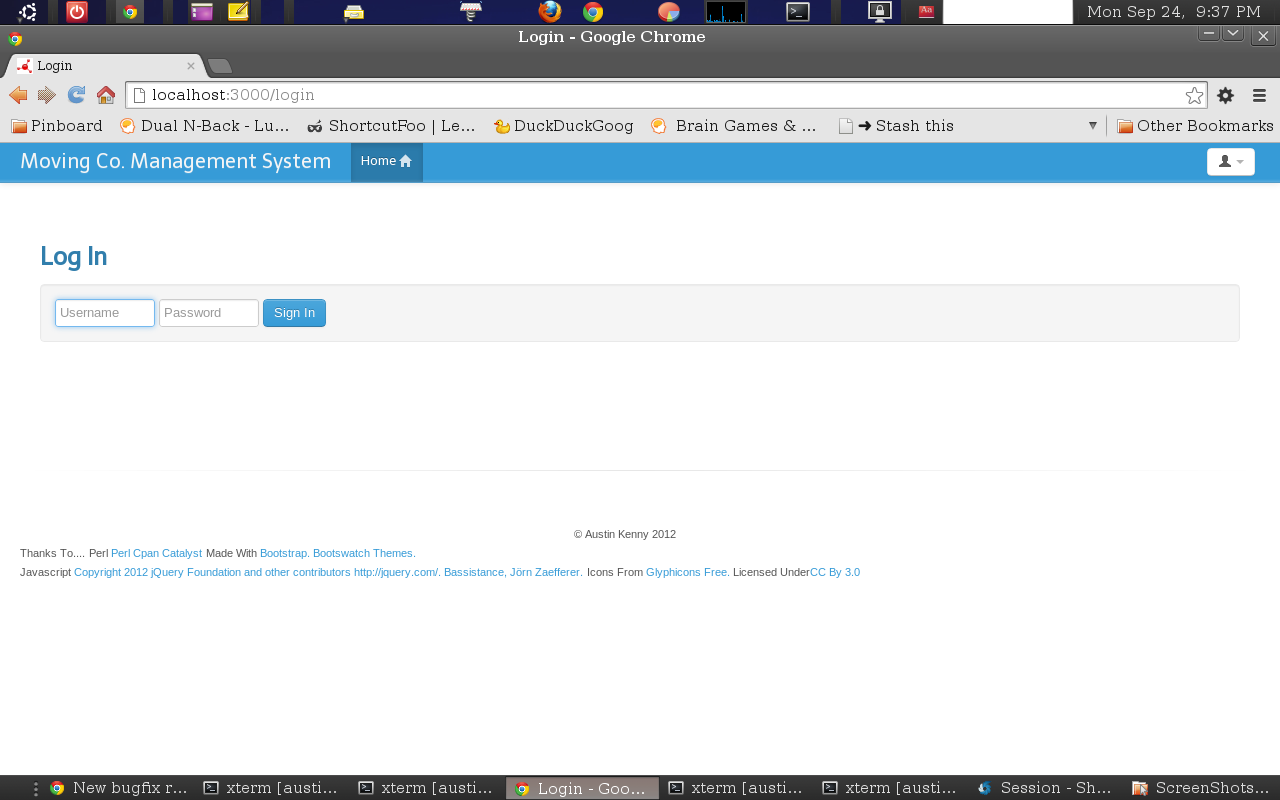 Mon Sep 24, 9:37 PM
Login - Google Chrome
Login
localhost:3000/login
Pinboard Dual N-Back - Lu... ShortcutFoo | Le... DuckDuckGoog Brain Games & ... ➔ Stash this Other Bookmarks
Moving Co. Management System Home
Log In
Username Password Sign In
© Austin Kenny 2012
Thanks To.... Perl Perl Cpan Catalyst Made With Bootstrap. Bootswatch Themes.
Javascript Copyright 2012 jQuery Foundation and other contributors http://jquery.com/. Bassistance, Jörn Zaefferer. Icons From Glyphicons Free. Licensed UnderCC By 3.0
New bugfix r... xterm [austi... xterm [austi... Login - Goo... xterm [austi... xterm [austi... Session - Sh... ScreenShots...